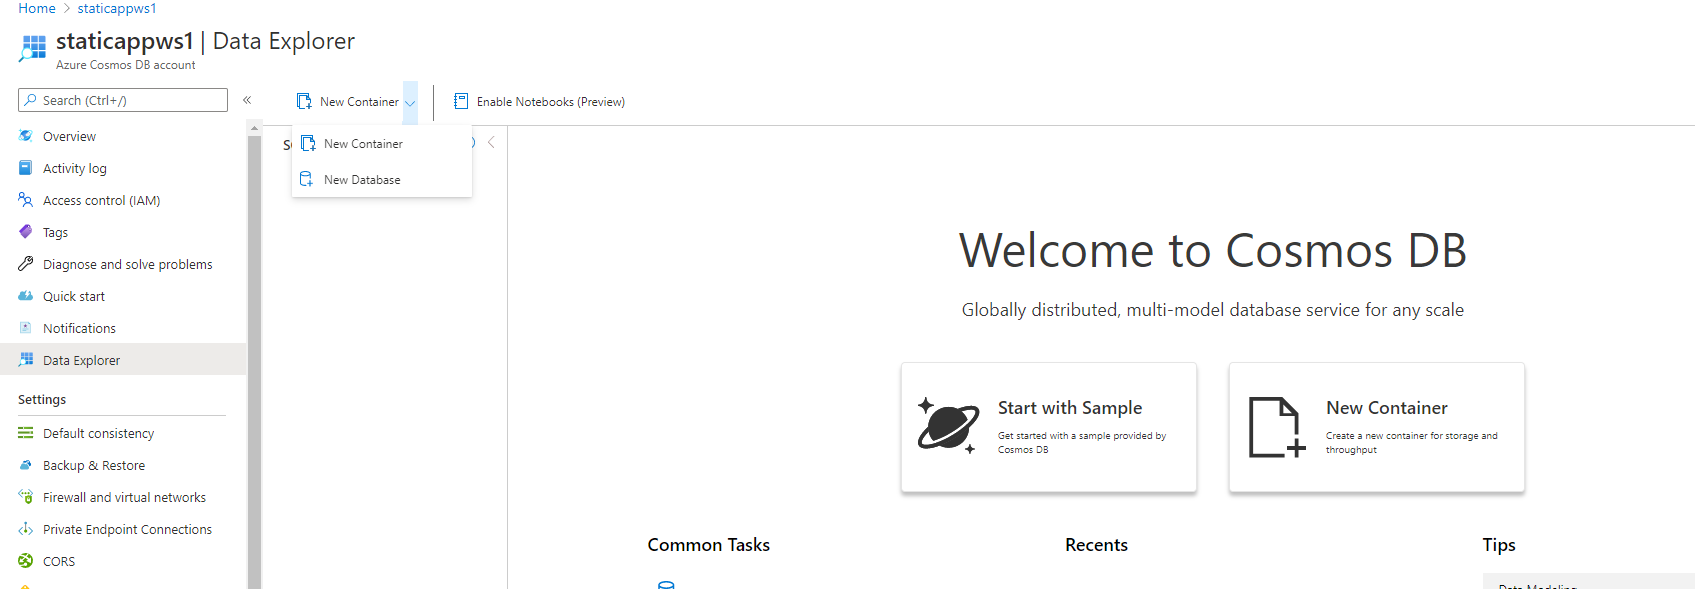 Home > staticappws1
staticappws1 | Data Explorer
Azure Cosmos DB account
Search (Ctrl+/)
«
New Container
Enable Notebooks (Preview)
New Container
New Database
Overview
Activity log
Access control (IAM)
Tags
Diagnose and solve problems
Quick start
Notifications
Data Explorer
Settings
Default consistency
Backup & Restore
Firewall and virtual networks
Private Endpoint Connections
CORS
Welcome to Cosmos DB
Globally distributed, multi-model database service for any scale
Start with Sample
Get started with a sample provided by
Cosmos DB
New Container
Create a new container for storage and
throughput
Common Tasks
Recents
Tips
Data Modeling